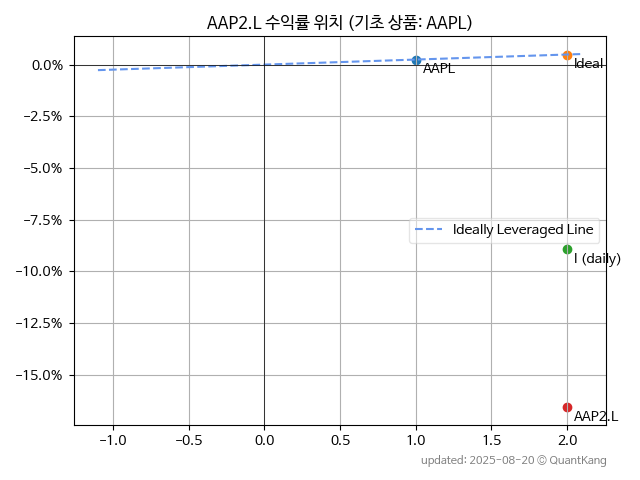 AAP2.L 수익률 위치 (기초 상품: AAPL)
0.0%
−2.5%
−5.0%
−7.5%
−10.0%
−12.5%
−15.0%
AAPL
Ideal
Ideally Leveraged Line
I (daily)
AAP2.L
−1.0 −0.5 0.0 0.5 1.0 1.5 2.0
updated: 2025-08-20 © QuantKang